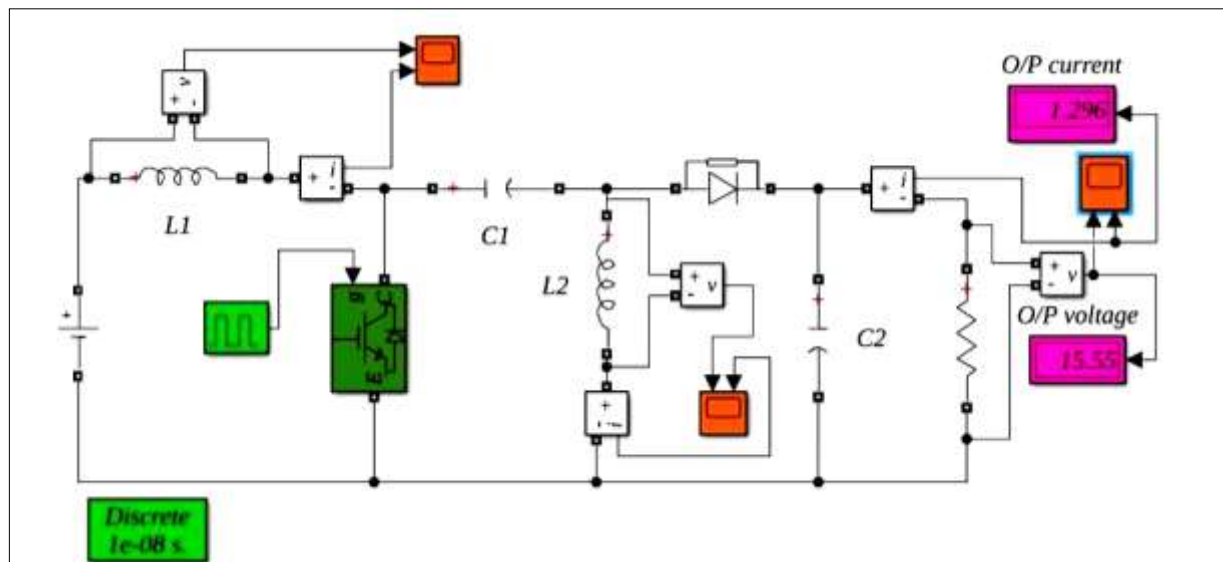 O/P current
1.296
v
+ -
+ i
-
L1
C1
+ i
-
g
C
E
L2
+
-
v
+
-
v
O/P voltage
15.55
C2
+
+
- i
Discrete
1e-08 s.